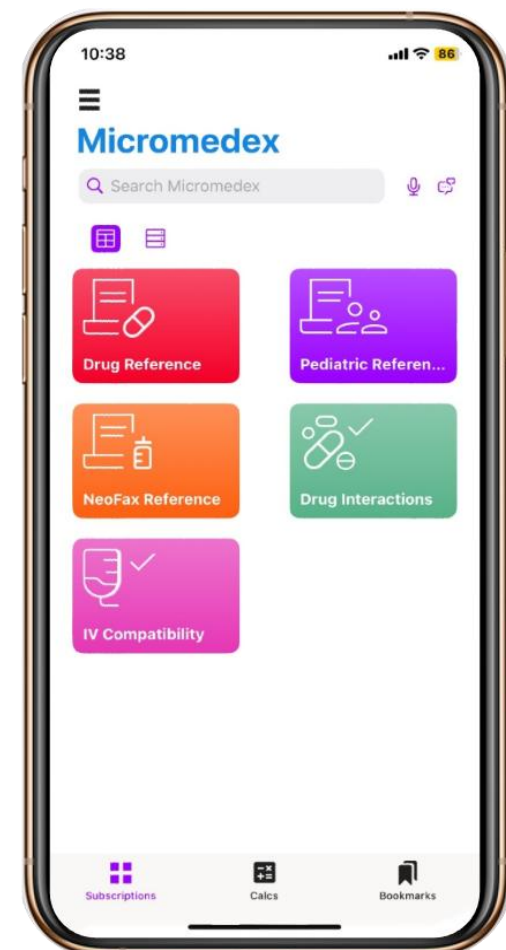 10:38
86
Micromedex
Search Micromedex
Drug Reference
Pediatric Referen...
NeoFax Reference
Drug Interactions
IV Compatibility
Subscriptions
Calcs
Bookmarks